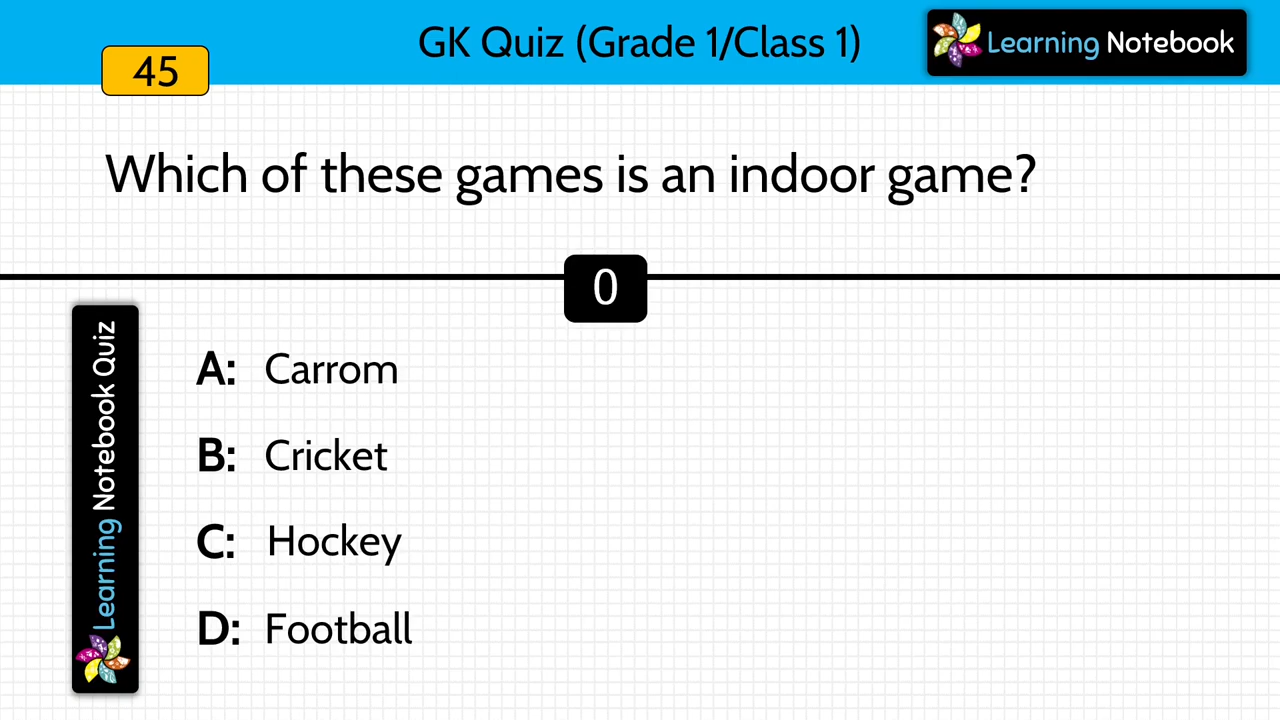 GK Quiz (Grade 1/Class 1)
Learning Notebook
45
Which of these games is an indoor game?
0
Learning Notebook Quiz
A: Carrom
B: Cricket
C: Hockey
D: Football